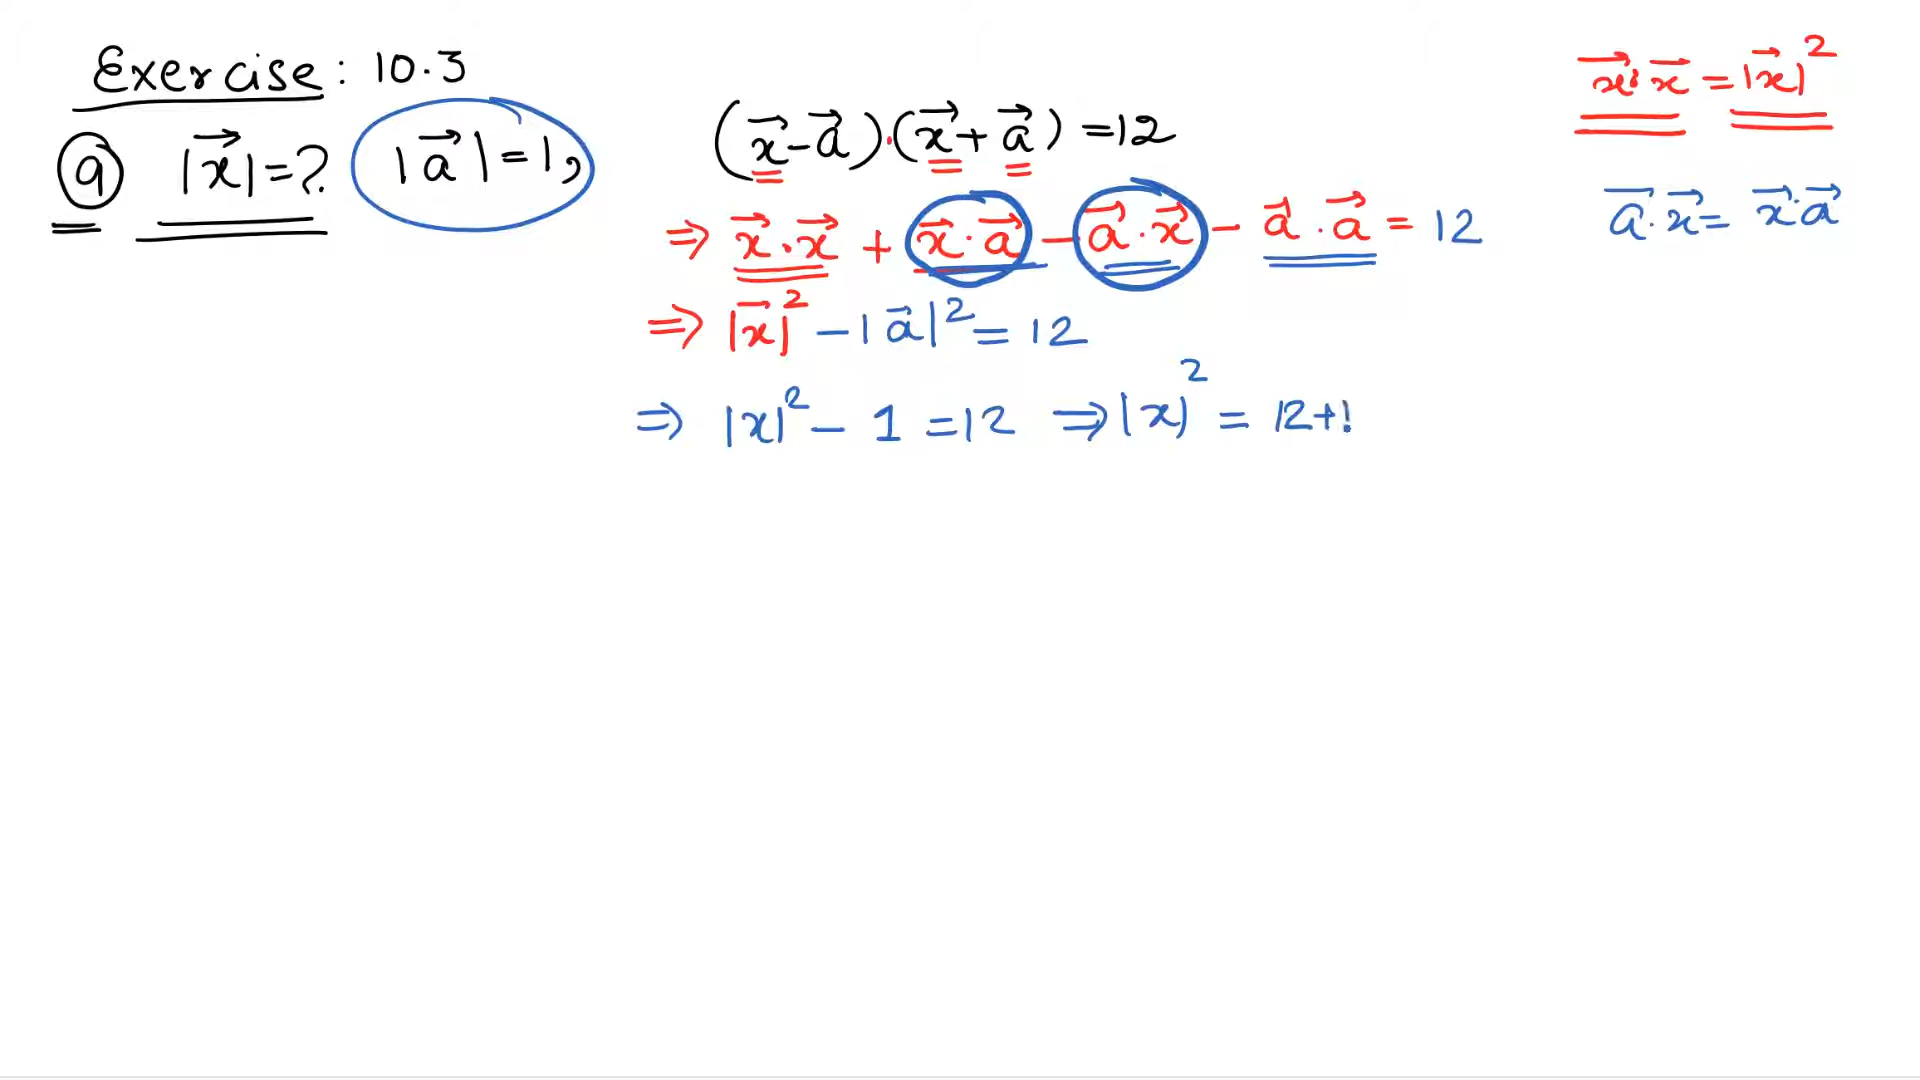 Exercise: 10.3
9 |x⃗|=? |a⃗|=1,
(x⃗-a⃗)·(x⃗+a⃗)=12
⇒ x⃗·x⃗ + x⃗·a⃗ - a⃗·x⃗ - a⃗·a⃗ = 12
⇒ |x⃗|² - |a⃗|² = 12
⇒ |x|² - 1 = 12 ⇒ |x|² = 12+1
x⃗·x⃗ = |x⃗|²
a⃗·x⃗ = x⃗·a⃗